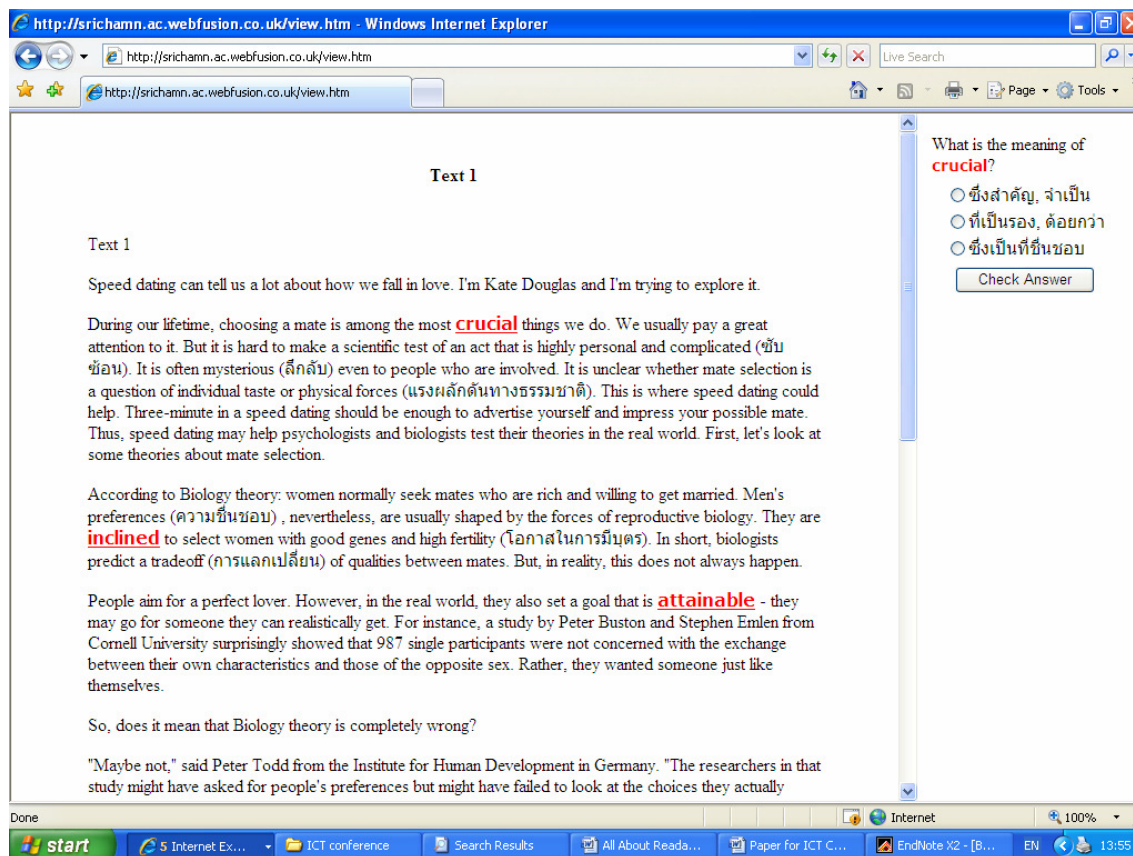 http://srichamn.ac.webfusion.co.uk/view.htm - Windows Internet Explorer
http://srichamn.ac.webfusion.co.uk/view.htm
Live Search
http://srichamn.ac.webfusion.co.uk/view.htm
Page
Tools
Text 1
Text 1
Speed dating can tell us a lot about how we fall in love. I'm Kate Douglas and I'm trying to explore it.
During our lifetime, choosing a mate is among the most crucial things we do. We usually pay a great
attention to it. But it is hard to make a scientific test of an act that is highly personal and complicated (ซับ
ซ้อน). It is often mysterious (ลึกลับ) even to people who are involved. It is unclear whether mate selection is
a question of individual taste or physical forces (แรงผลักดันทางธรรมชาติ). This is where speed dating could
help. Three-minute in a speed dating should be enough to advertise yourself and impress your possible mate.
Thus, speed dating may help psychologists and biologists test their theories in the real world. First, let's look at
some theories about mate selection.
According to Biology theory: women normally seek mates who are rich and willing to get married. Men's
preferences (ความชื่นชอบ) , nevertheless, are usually shaped by the forces of reproductive biology. They are
inclined to select women with good genes and high fertility (โอกาสในการมีบุตร). In short, biologists
predict a tradeoff (การแลกเปลี่ยน) of qualities between mates. But, in reality, this does not always happen.
People aim for a perfect lover. However, in the real world, they also set a goal that is attainable - they
may go for someone they can realistically get. For instance, a study by Peter Buston and Stephen Emlen from
Cornell University surprisingly showed that 987 single participants were not concerned with the exchange
between their own characteristics and those of the opposite sex. Rather, they wanted someone just like
themselves.
So, does it mean that Biology theory is completely wrong?
"Maybe not," said Peter Todd from the Institute for Human Development in Germany. "The researchers in that
study might have asked for people's preferences but might have failed to look at the choices they actually
What is the meaning of
crucial?
ซึ่งสำคัญ, จำเป็น
ที่เป็นรอง, ด้อยกว่า
ซึ่งเป็นที่ชื่นชอบ
Check Answer
Done
Internet
100%
start
5 Internet Ex...
ICT conference
Search Results
All About Reada...
Paper for ICT C...
EndNote X2 - [B...
EN
13:55